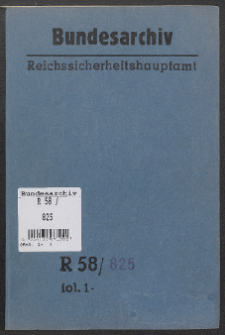 Bundesarchiv
Reichssicherheitshauptamt
Bundesarchiv
R 58 /
825
R 58/ 825
fol. 1-